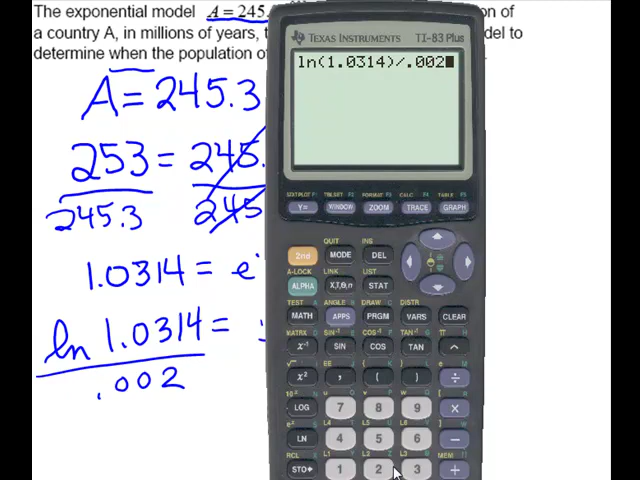 The exponential model A = 245. on of
a country A, in millions of years, t del to
determine when the population of
A = 245.3
253 = 245.
245.3 245
1.0314 = e
ln 1.0314 =
.002
TEXAS INSTRUMENTS TI-83 Plus
ln(1.0314)/.002
STAT PLOT F1 TBLSET F2 FORMAT F3 CALC F4 TABLE F5
Y= WINDOW ZOOM TRACE GRAPH
QUIT INS
2nd MODE DEL
A-LOCK LINK LIST
ALPHA X,T,θ,n STAT
TEST A ANGLE B DRAW C DISTR
MATH APPS PRGM VARS CLEAR
MATRX D SIN⁻¹ E COS⁻¹ F TAN⁻¹ G π H
x⁻¹ SIN COS TAN ^
√ I EE J { K } L e M
x² , ( ) ÷
10ˣ N u O v P w Q [ R
LOG 7 8 9 ×
eˣ S L4 T L5 U L6 V ] W
LN 4 5 6 −
RCL X L1 Y L2 Z L3 θ MEM "
STO▸ 1 2 3 +